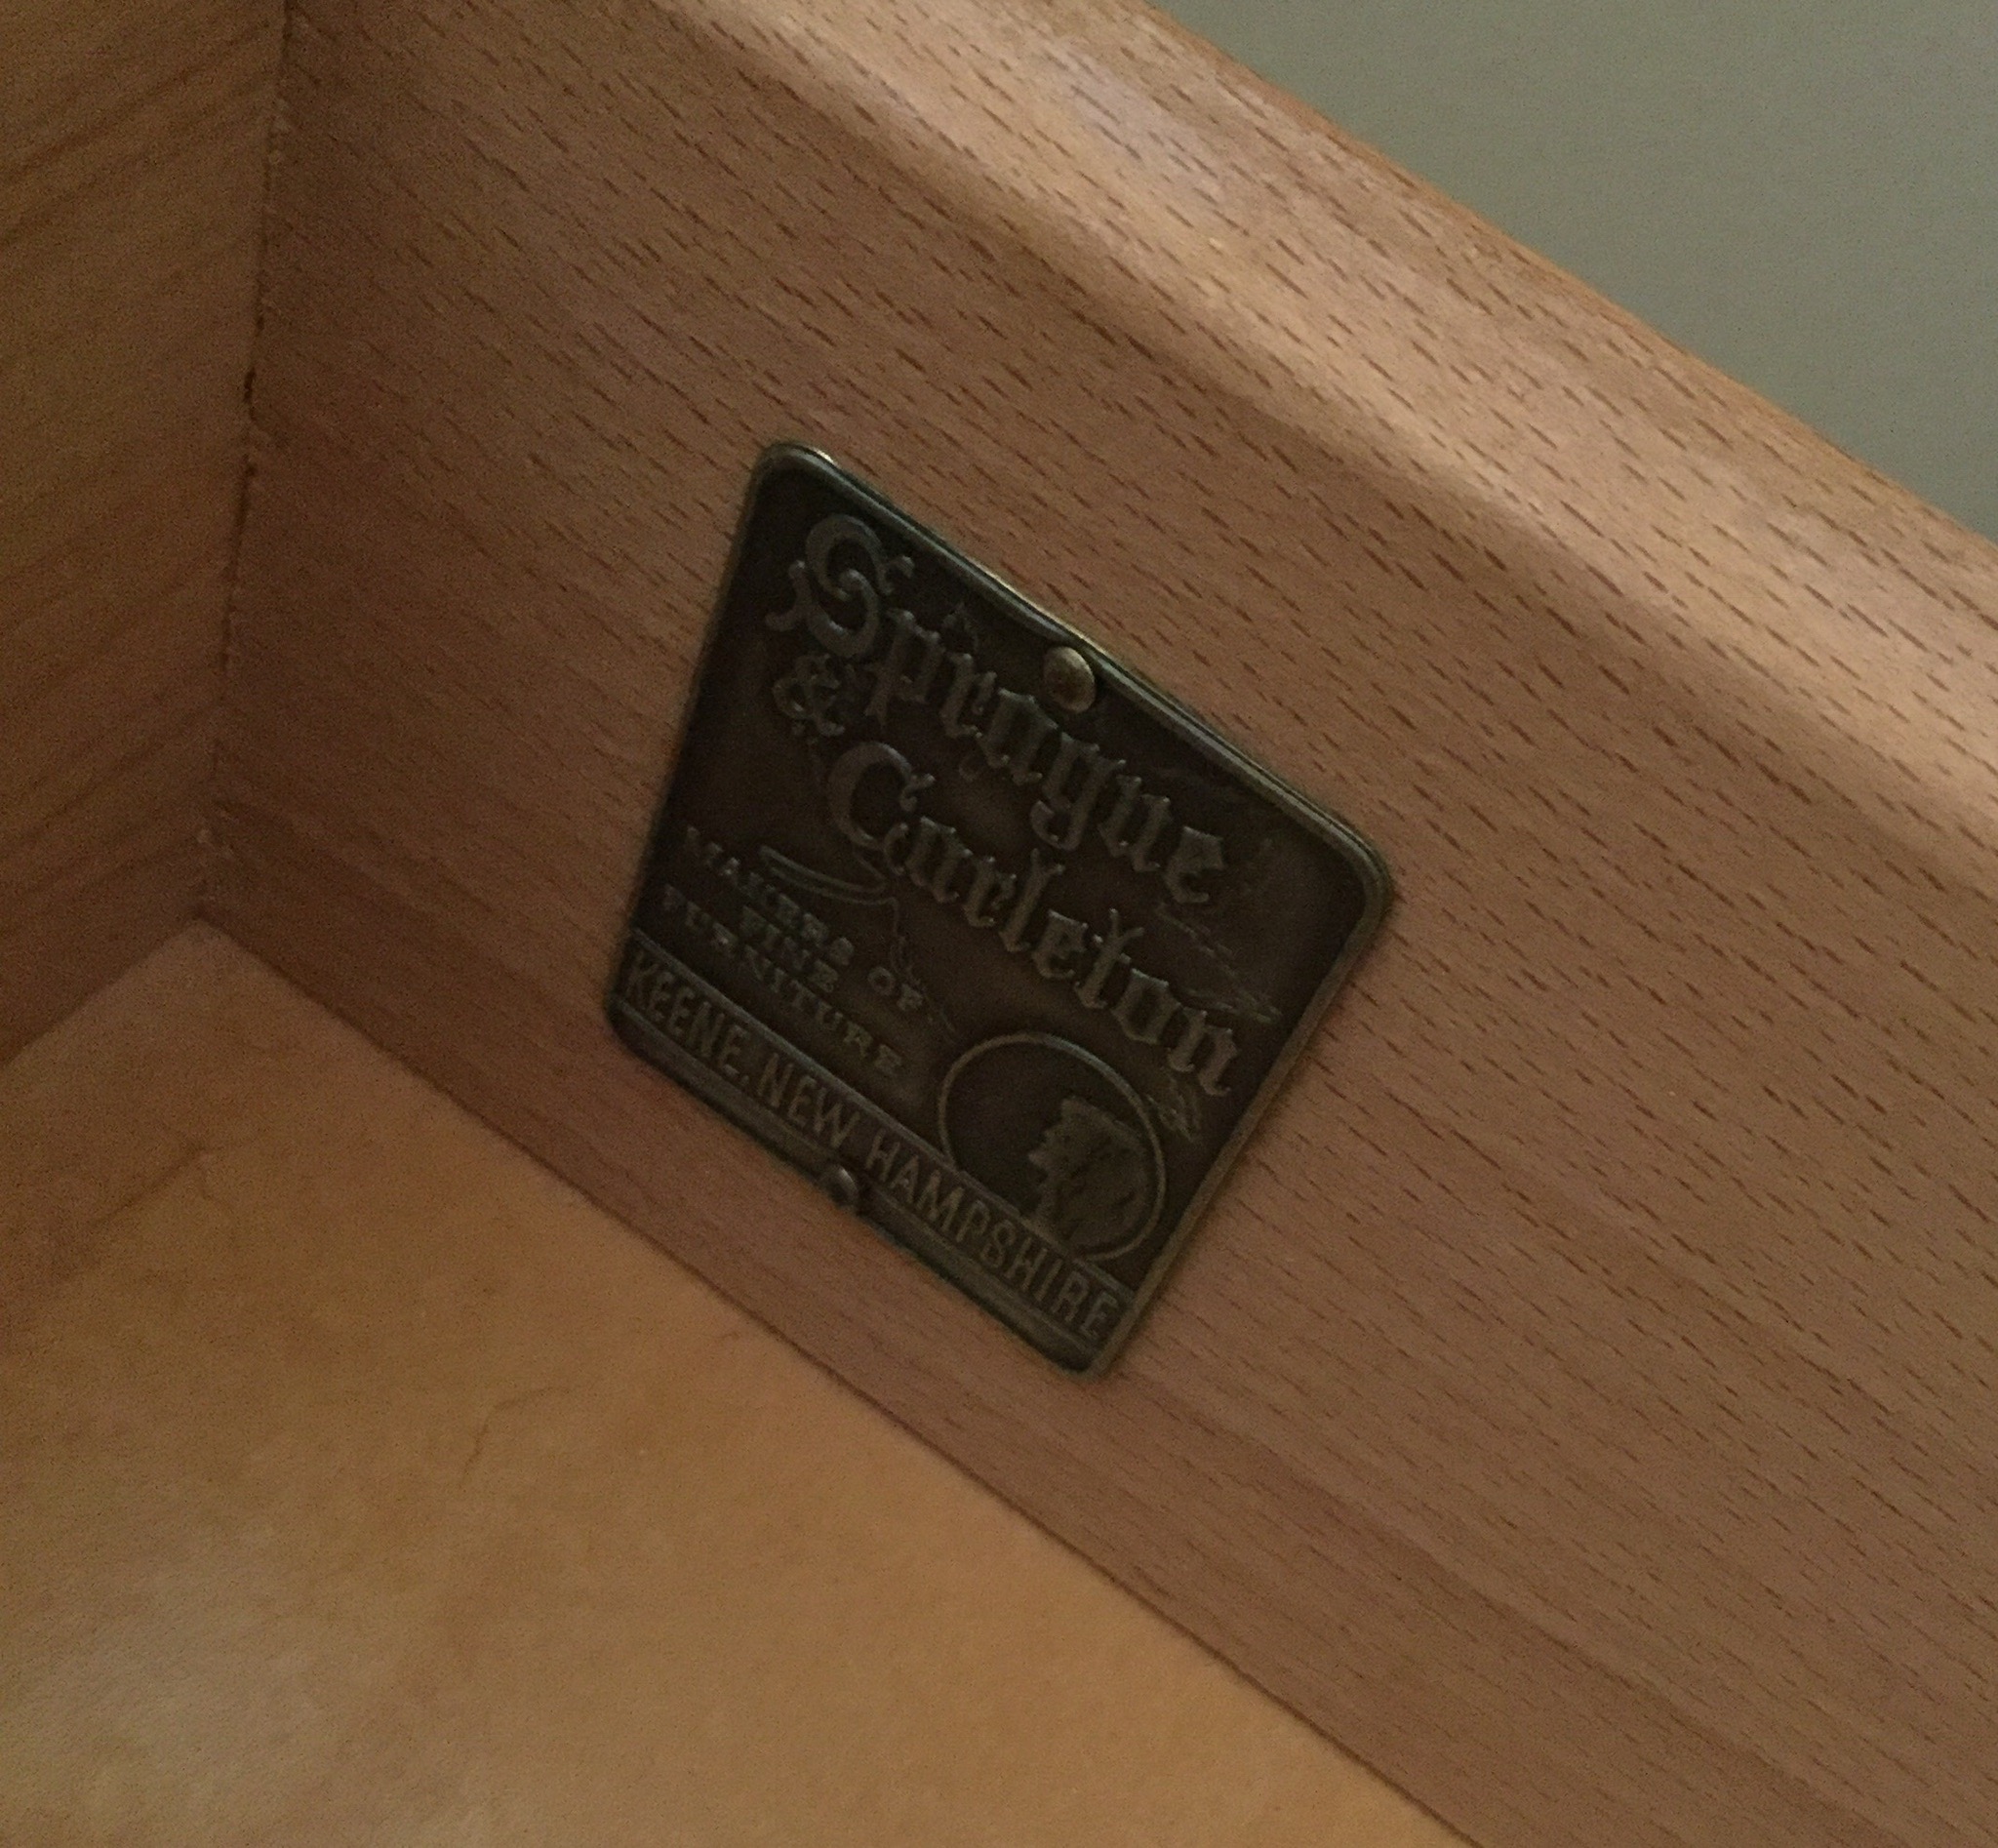 Sprague
& Carleton
MAKERS OF
FINE
FURNITURE
KEENE, NEW HAMPSHIRE